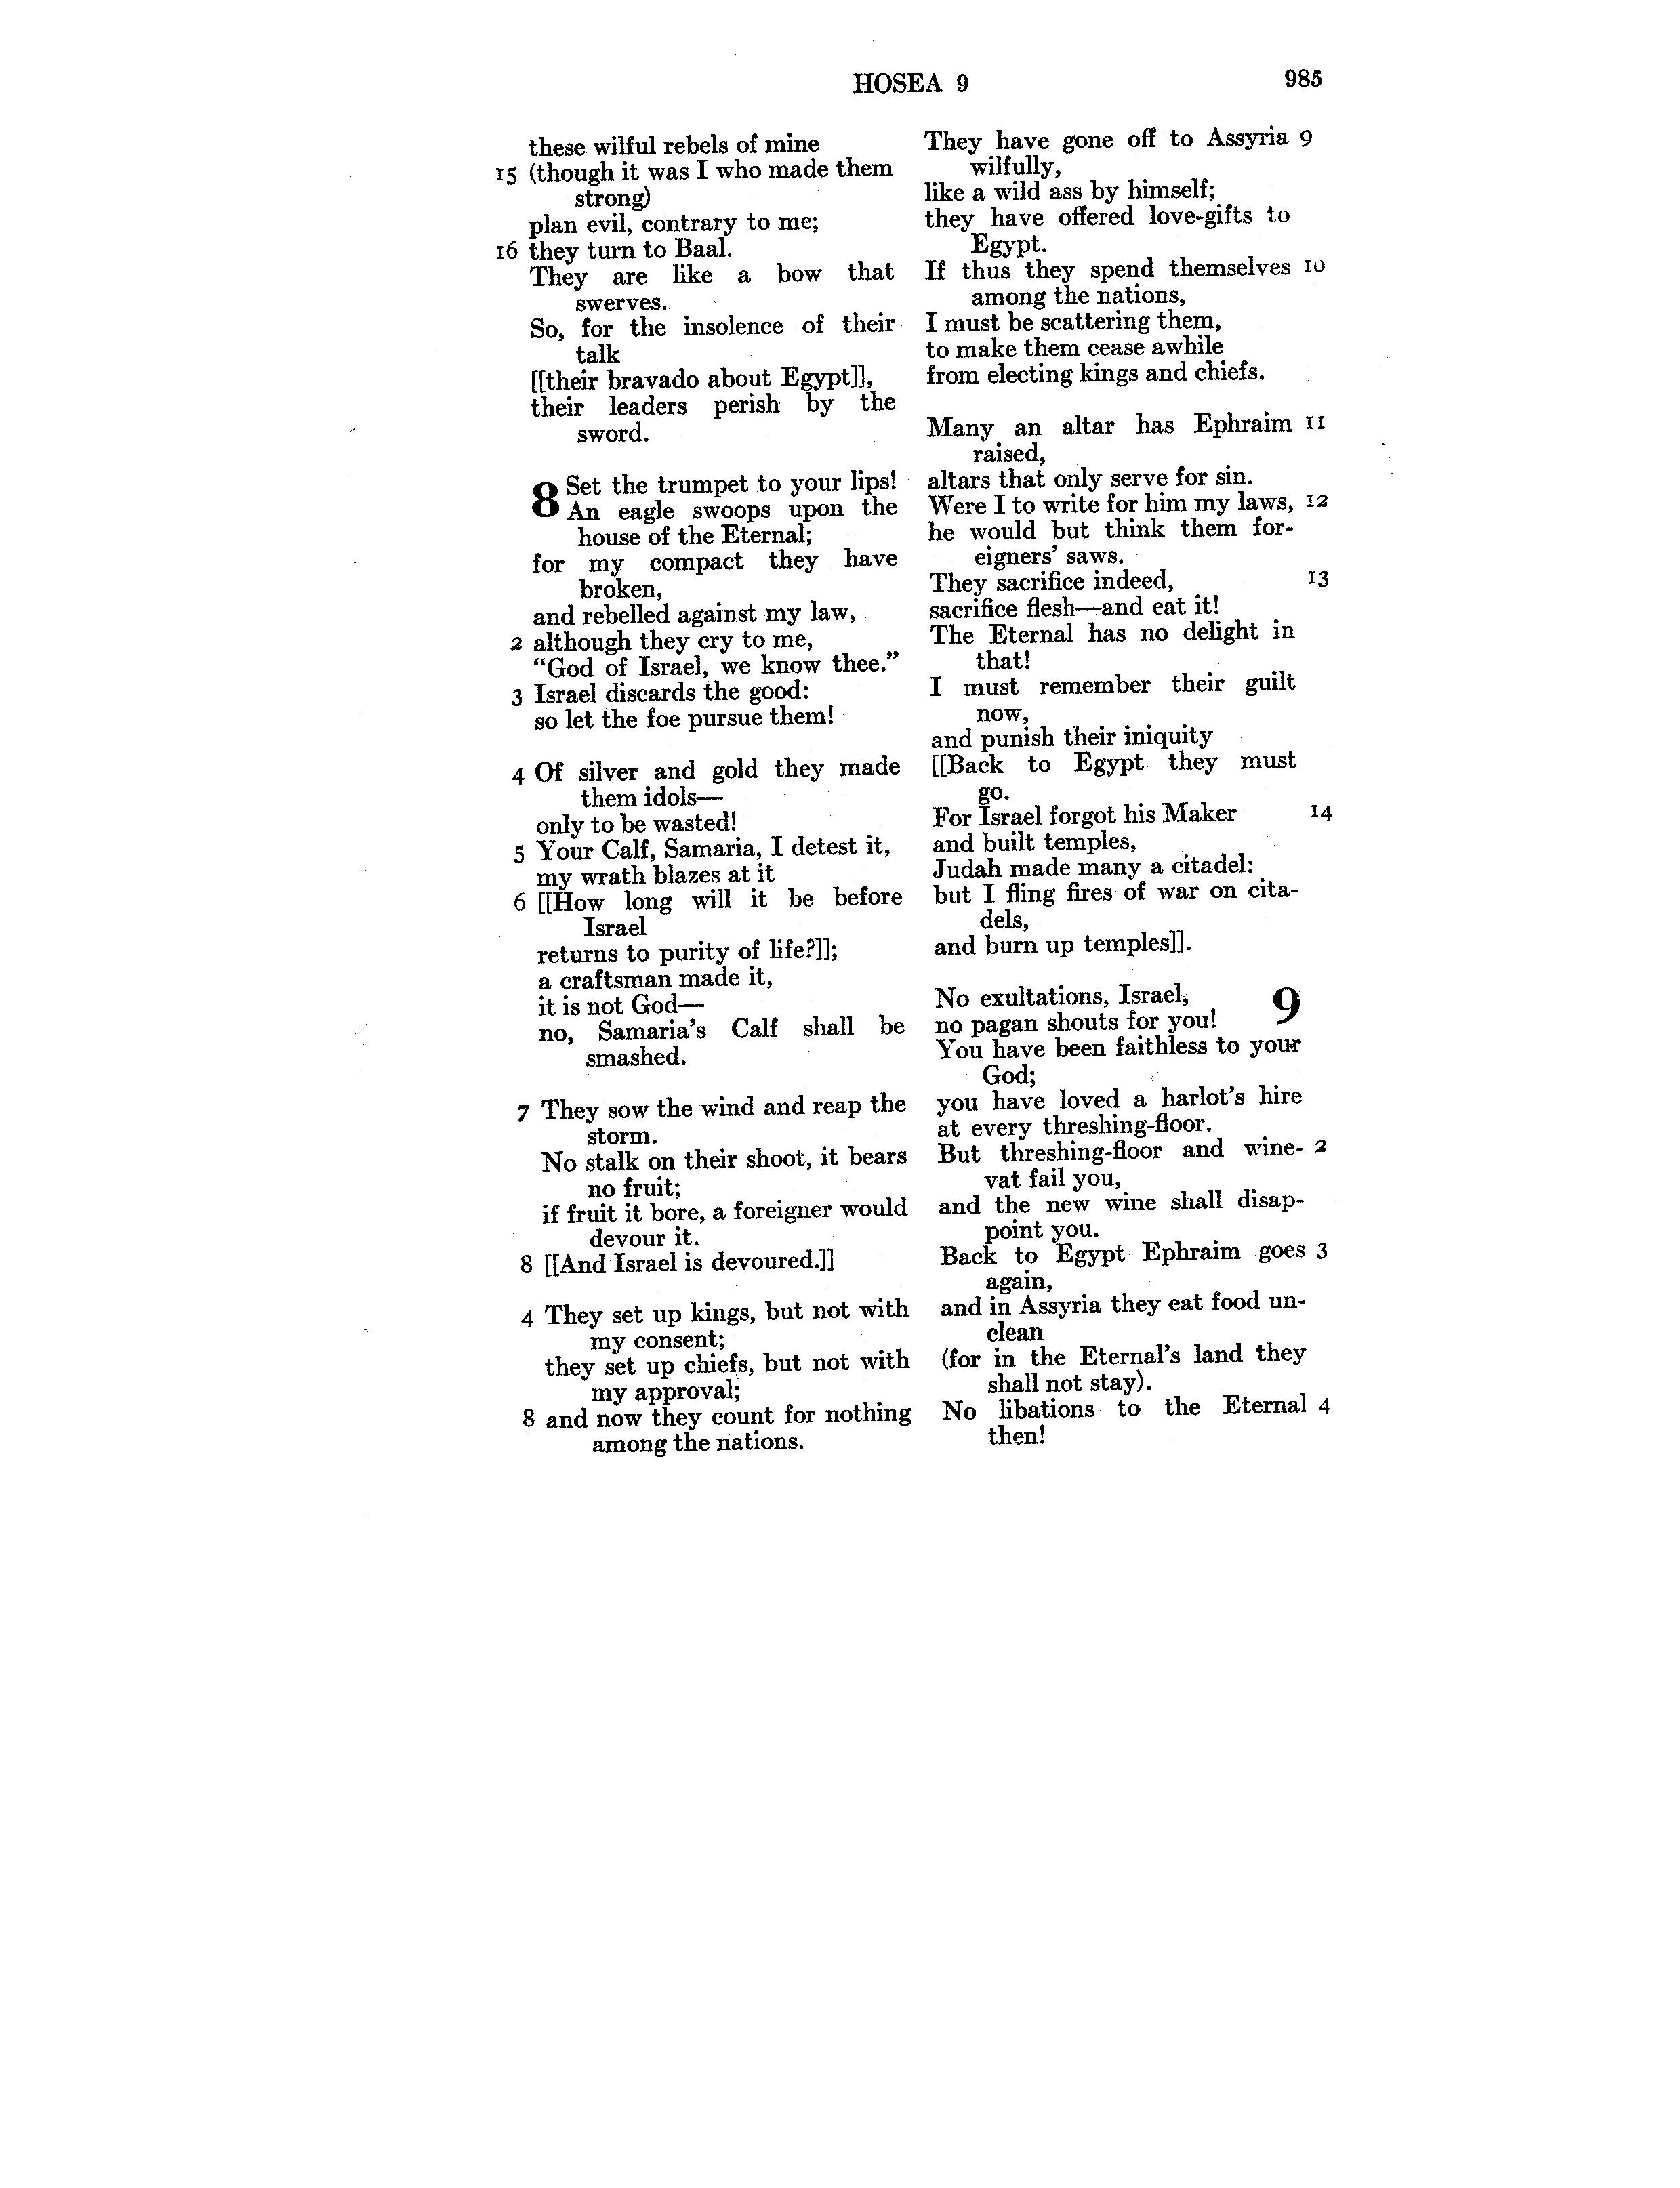 HOSEA 9 985
these wilful rebels of mine
15 (though it was I who made them
strong)
plan evil, contrary to me;
16 they turn to Baal.
They are like a bow that
swerves.
So, for the insolence of their
talk
[[their bravado about Egypt]],
their leaders perish by the
sword.
8 Set the trumpet to your lips!
An eagle swoops upon the
house of the Eternal;
for my compact they have
broken,
and rebelled against my law,
2 although they cry to me,
“God of Israel, we know thee.”
3 Israel discards the good:
so let the foe pursue them!
4 Of silver and gold they made
them idols—
only to be wasted!
5 Your Calf, Samaria, I detest it,
my wrath blazes at it
6 [[How long will it be before
Israel
returns to purity of life?]];
a craftsman made it,
it is not God—
no, Samaria’s Calf shall be
smashed.
7 They sow the wind and reap the
storm.
No stalk on their shoot, it bears
no fruit;
if fruit it bore, a foreigner would
devour it.
8 [[And Israel is devoured.]]
4 They set up kings, but not with
my consent;
they set up chiefs, but not with
my approval;
8 and now they count for nothing
among the nations.
They have gone off to Assyria 9
wilfully,
like a wild ass by himself;
they have offered love-gifts to
Egypt.
If thus they spend themselves 10
among the nations,
I must be scattering them,
to make them cease awhile
from electing kings and chiefs.
Many an altar has Ephraim 11
raised,
altars that only serve for sin.
Were I to write for him my laws, 12
he would but think them for-
eigners’ saws.
They sacrifice indeed, 13
sacrifice flesh—and eat it!
The Eternal has no delight in
that!
I must remember their guilt
now,
and punish their iniquity
[[Back to Egypt they must
go.
For Israel forgot his Maker 14
and built temples,
Judah made many a citadel:
but I fling fires of war on cita-
dels,
and burn up temples]].
No exultations, Israel, 9
no pagan shouts for you!
You have been faithless to your
God;
you have loved a harlot’s hire
at every threshing-floor.
But threshing-floor and wine- 2
vat fail you,
and the new wine shall disap-
point you.
Back to Egypt Ephraim goes 3
again,
and in Assyria they eat food un-
clean
(for in the Eternal’s land they
shall not stay).
No libations to the Eternal 4
then!